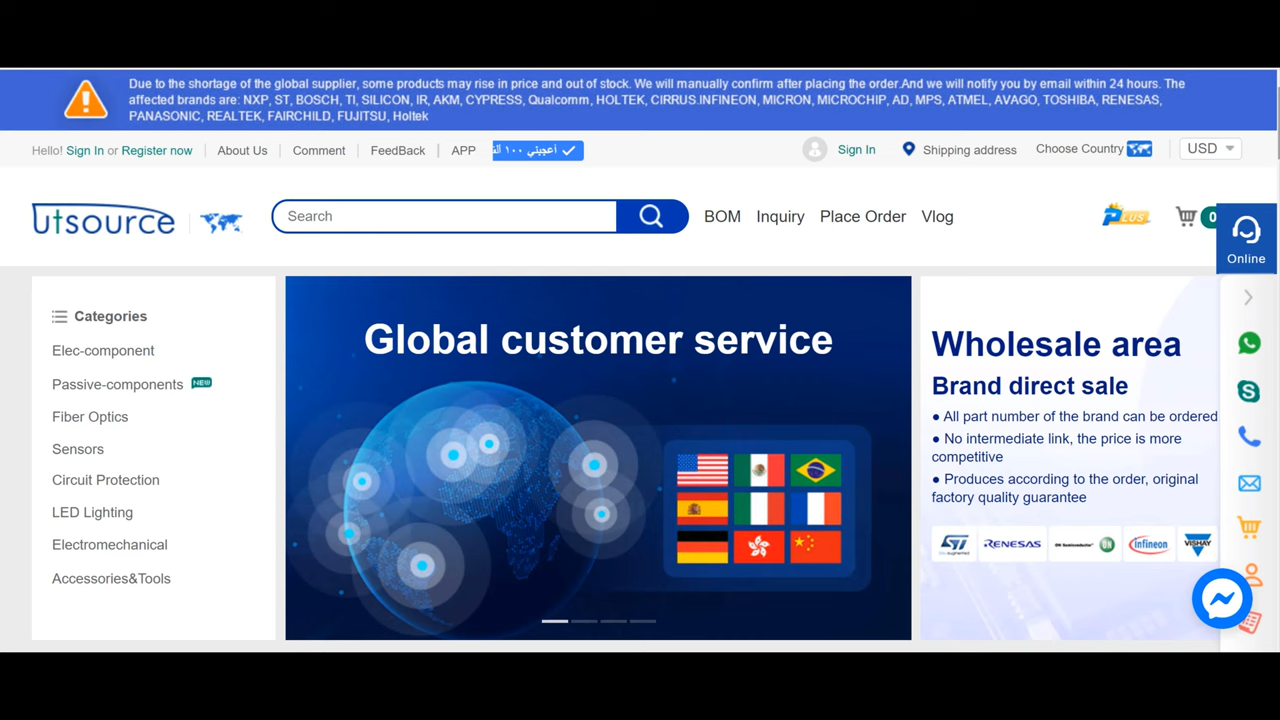 Due to the shortage of the global supplier, some products may rise in price and out of stock. We will manually confirm after placing the order.And we will notify you by email within 24 hours. The
affected brands are: NXP, ST, BOSCH, TI, SILICON, IR, AKM, CYPRESS, Qualcomm, HOLTEK, CIRRUS.INFINEON, MICRON, MICROCHIP, AD, MPS, ATMEL, AVAGO, TOSHIBA, RENESAS,
PANASONIC, REALTEK, FAIRCHILD, FUJITSU, Holtek
Hello! Sign In or Register now About Us Comment FeedBack APP أعجبني ١٠٠ Sign In Shipping address Choose Country USD
utsource Search BOM Inquiry Place Order Vlog PLUS 0
Online
Categories
Elec-component
Passive-components NEW
Fiber Optics
Sensors
Circuit Protection
LED Lighting
Electromechanical
Accessories&Tools
Global customer service
Wholesale area
Brand direct sale
● All part number of the brand can be ordered
● No intermediate link, the price is more
competitive
● Produces according to the order, original
factory quality guarantee
ST RENESAS ON Semiconductor ON infineon VISHAY